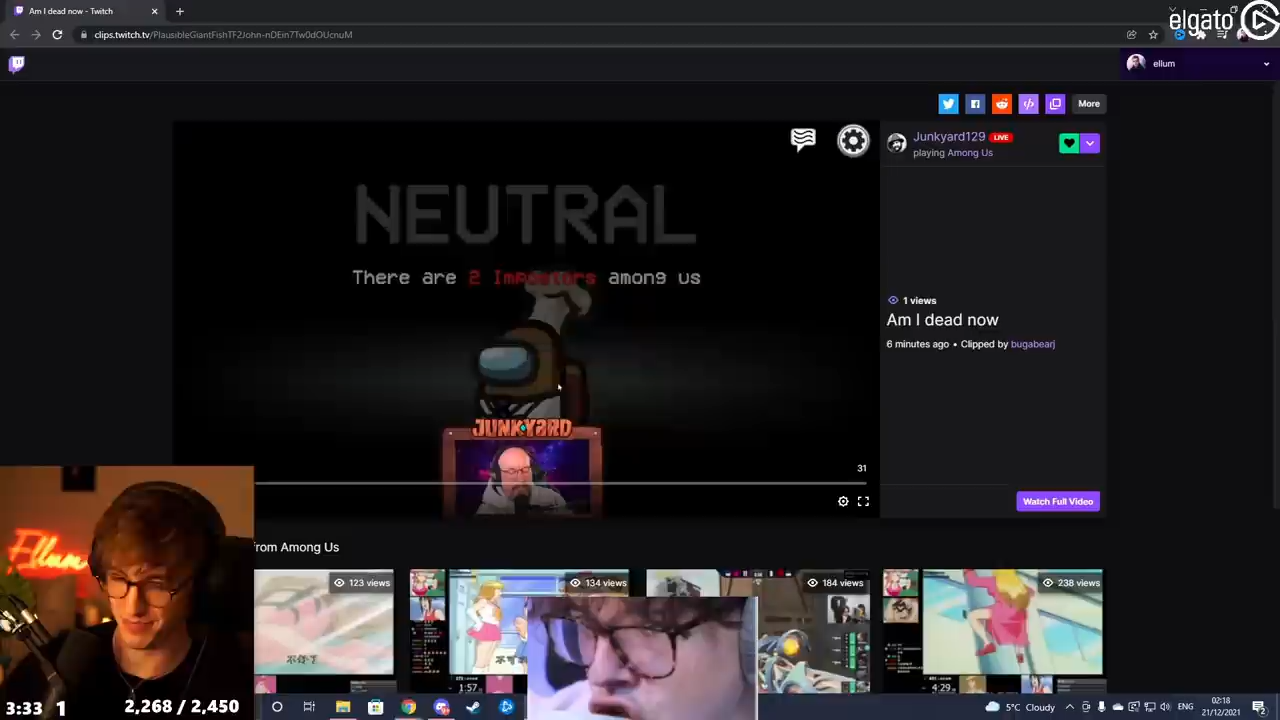 Am I dead now - Twitch
elgato
clips.twitch.tv/PlausibleGiantFishTF2John-nDEin7Tw0dOUcnuM
ellum
More
Junkyard129 LIVE
playing Among Us
NEUTRAL
There are 2 Impostors among us
1 views
Am I dead now
6 minutes ago • Clipped by bugabearj
JUNKYARD
31
Watch Full Video
Ellum
from Among Us
123 views
134 views
184 views
238 views
1:57
4:29
3:33 1
2,268 / 2,450
5°C Cloudy
ENG
02:18
21/12/2021